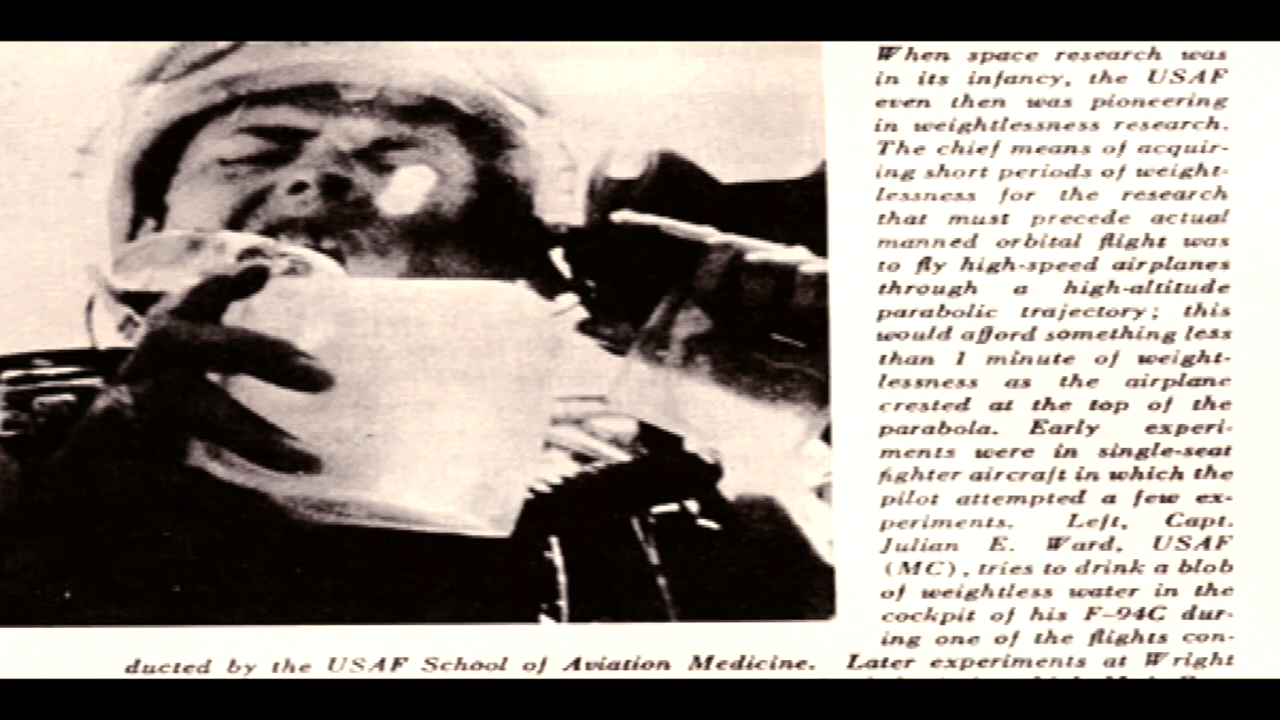 When space research was
in its infancy, the USAF
even then was pioneering
in weightlessness research.
The chief means of acquir-
ing short periods of weight-
lessness for the research
that must precede actual
manned orbital flight was
to fly high-speed airplanes
through a high-altitude
parabolic trajectory; this
would afford something less
than 1 minute of weight-
lessness as the airplane
crested at the top of the
parabola. Early experi-
ments were in single-seat
fighter aircraft in which the
pilot attempted a few ex-
periments. Left, Capt.
Julian E. Ward, USAF
(MC), tries to drink a blob
of weightless water in the
cockpit of his F-94C dur-
ing one of the flights con-
ducted by the USAF School of Aviation Medicine. Later experiments at Wright